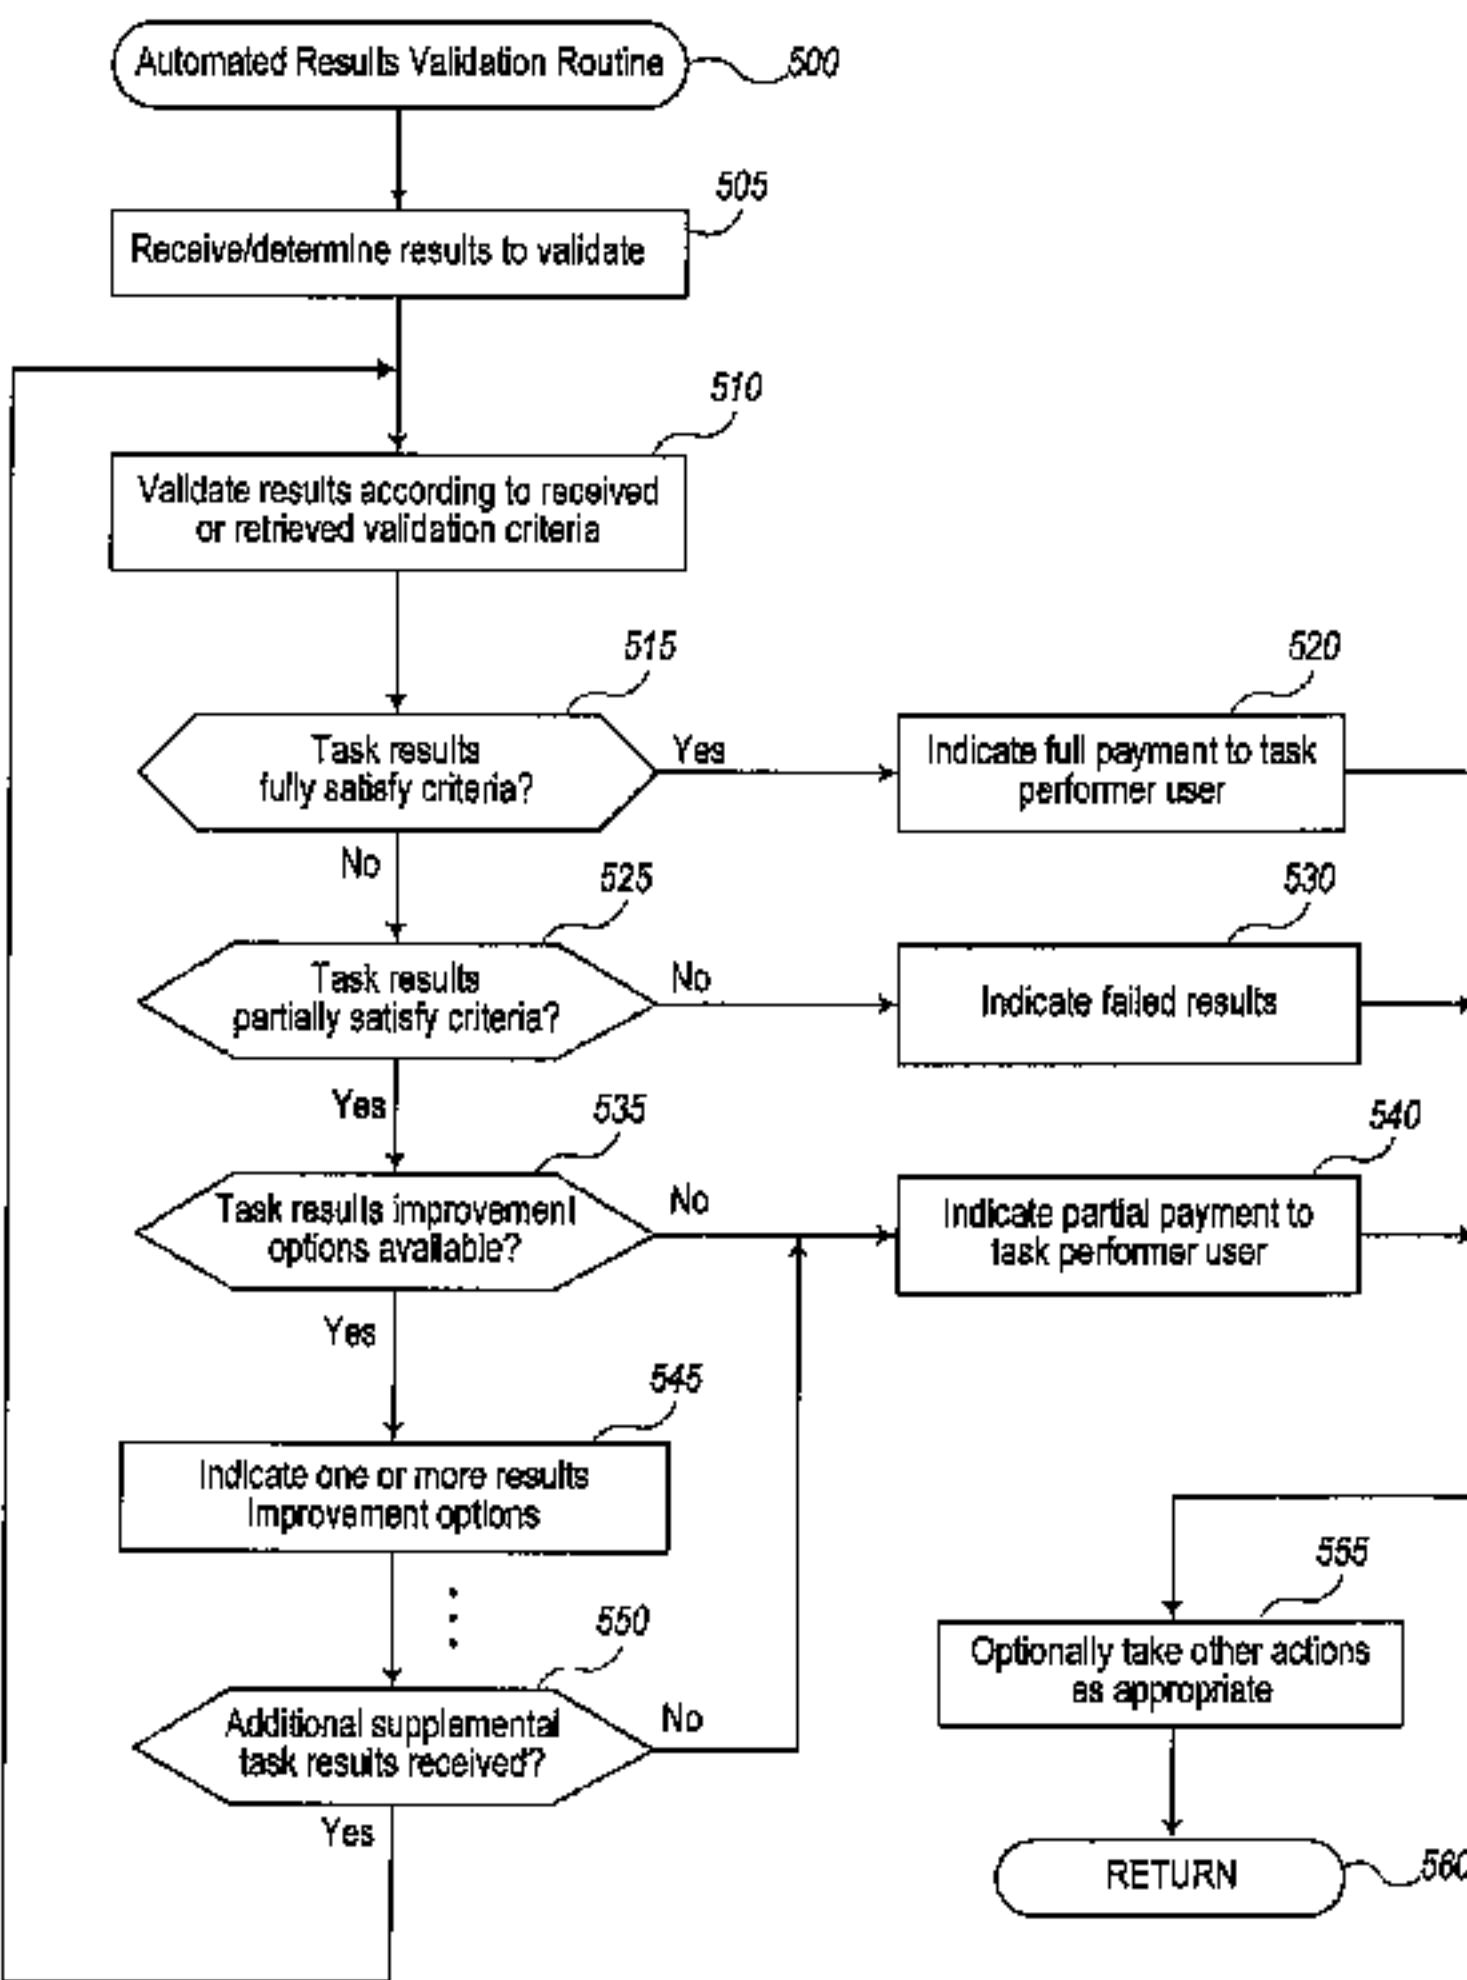 Automated Results Validation Routine
500
505
Receive/determine results to validate
510
Validate results according to received
or retrieved validation criteria
515
Task results
fully satisfy criteria?
Yes
520
Indicate full payment to task
performer user
No
525
Task results
partially satisfy criteria?
No
530
Indicate failed results
Yes
535
Task results improvement
options available?
No
540
Indicate partial payment to
task performer user
Yes
545
Indicate one or more results
improvement options
550
Additional supplemental
task results received?
No
Yes
555
Optionally take other actions
as appropriate
RETURN
560